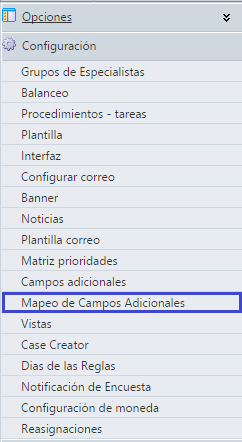 Opciones
Configuración
Grupos de Especialistas
Balanceo
Procedimientos - tareas
Plantilla
Interfaz
Configurar correo
Banner
Noticias
Plantilla correo
Matriz prioridades
Campos adicionales
Mapeo de Campos Adicionales
Vistas
Case Creator
Dias de las Reglas
Notificación de Encuesta
Configuración de moneda
Reasignaciones